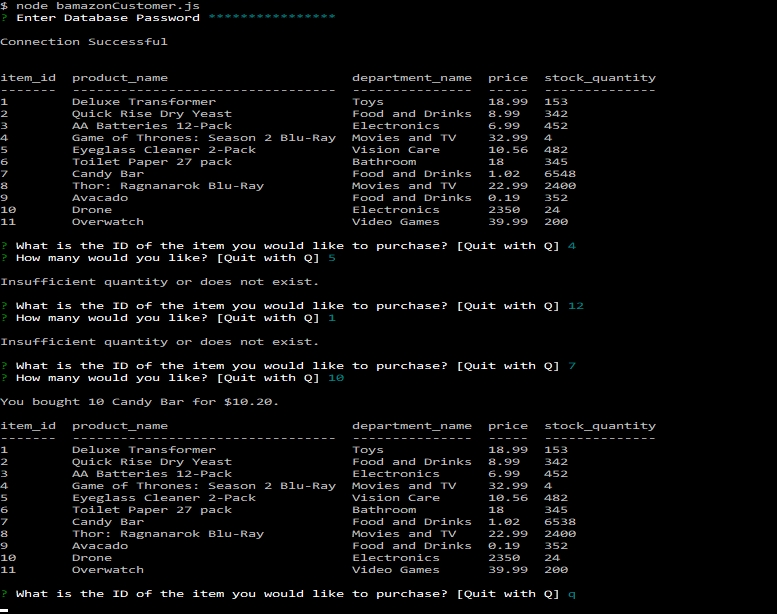 $ node bamazonCustomer.js
? Enter Database Password ****************
Connection Successful
item_id  product_name                       department_name  price  stock_quantity
-------  ---------------------------------  ---------------  -----  --------------
1        Deluxe Transformer                 Toys             18.99  153
2        Quick Rise Dry Yeast               Food and Drinks  8.99   342
3        AA Batteries 12-Pack               Electronics      6.99   452
4        Game of Thrones: Season 2 Blu-Ray  Movies and TV    32.99  4
5        Eyeglass Cleaner 2-Pack            Vision Care      10.56  482
6        Toilet Paper 27 pack               Bathroom         18     345
7        Candy Bar                          Food and Drinks  1.02   6548
8        Thor: Ragnanarok Blu-Ray           Movies and TV    22.99  2400
9        Avacado                            Food and Drinks  0.19   352
10       Drone                              Electronics      2350   24
11       Overwatch                          Video Games      39.99  200
? What is the ID of the item you would like to purchase? [Quit with Q] 4
? How many would you like? [Quit with Q] 5
Insufficient quantity or does not exist.
? What is the ID of the item you would like to purchase? [Quit with Q] 12
? How many would you like? [Quit with Q] 1
Insufficient quantity or does not exist.
? What is the ID of the item you would like to purchase? [Quit with Q] 7
? How many would you like? [Quit with Q] 10
You bought 10 Candy Bar for $10.20.
item_id  product_name                       department_name  price  stock_quantity
-------  ---------------------------------  ---------------  -----  --------------
1        Deluxe Transformer                 Toys             18.99  153
2        Quick Rise Dry Yeast               Food and Drinks  8.99   342
3        AA Batteries 12-Pack               Electronics      6.99   452
4        Game of Thrones: Season 2 Blu-Ray  Movies and TV    32.99  4
5        Eyeglass Cleaner 2-Pack            Vision Care      10.56  482
6        Toilet Paper 27 pack               Bathroom         18     345
7        Candy Bar                          Food and Drinks  1.02   6538
8        Thor: Ragnanarok Blu-Ray           Movies and TV    22.99  2400
9        Avacado                            Food and Drinks  0.19   352
10       Drone                              Electronics      2350   24
11       Overwatch                          Video Games      39.99  200
? What is the ID of the item you would like to purchase? [Quit with Q] q